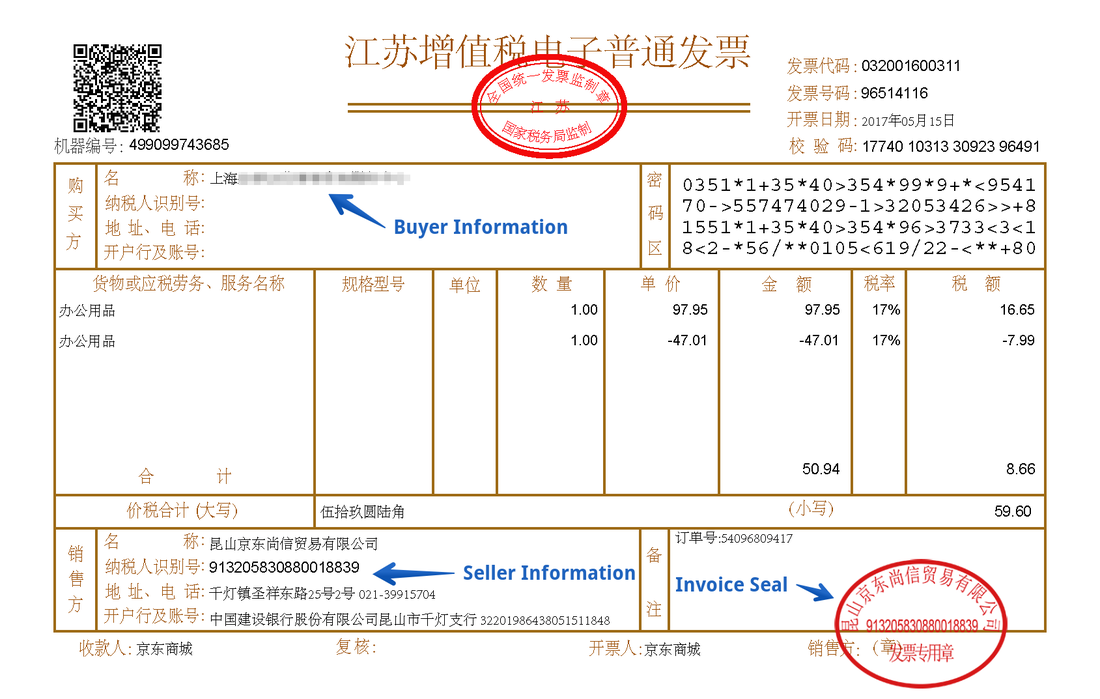 江苏增值税电子普通发票
全国统一发票监制章
江 苏
国家税务局监制
机器编号: 499099743685
发票代码: 032001600311
发票号码: 96514116
开票日期: 2017年05月15日
校 验 码: 17740 10313 30923 96491
购买方
名 称: 上海
纳税人识别号:
地 址、电 话:
开户行及账号:
Buyer Information
密码区
0351*1+35*40>354*99*9+*<9541
70->557474029-1>32053426>>+8
1551*1+35*40>354*96>3733<3<1
8<2-*56/**0105<619/22-<**+80
货物或应税劳务、服务名称 规格型号 单位 数 量 单 价 金 额 税率 税 额
办公用品 1.00 97.95 97.95 17% 16.65
办公用品 1.00 -47.01 -47.01 17% -7.99
合 计 50.94 8.66
价税合计 (大写) 伍拾玖圆陆角 (小写) 59.60
销售方
名 称: 昆山京东尚信贸易有限公司
纳税人识别号: 913205830880018839
地 址、电 话: 千灯镇圣祥东路25号2号 021-39915704
开户行及账号: 中国建设银行股份有限公司昆山市千灯支行 32201986438051511848
Seller Information
备注
订单号:54096809417
Invoice Seal
昆山京东尚信贸易有限公司
913205830880018839
发票专用章
收款人: 京东商城 复核: 开票人: 京东商城 销售方: (章)